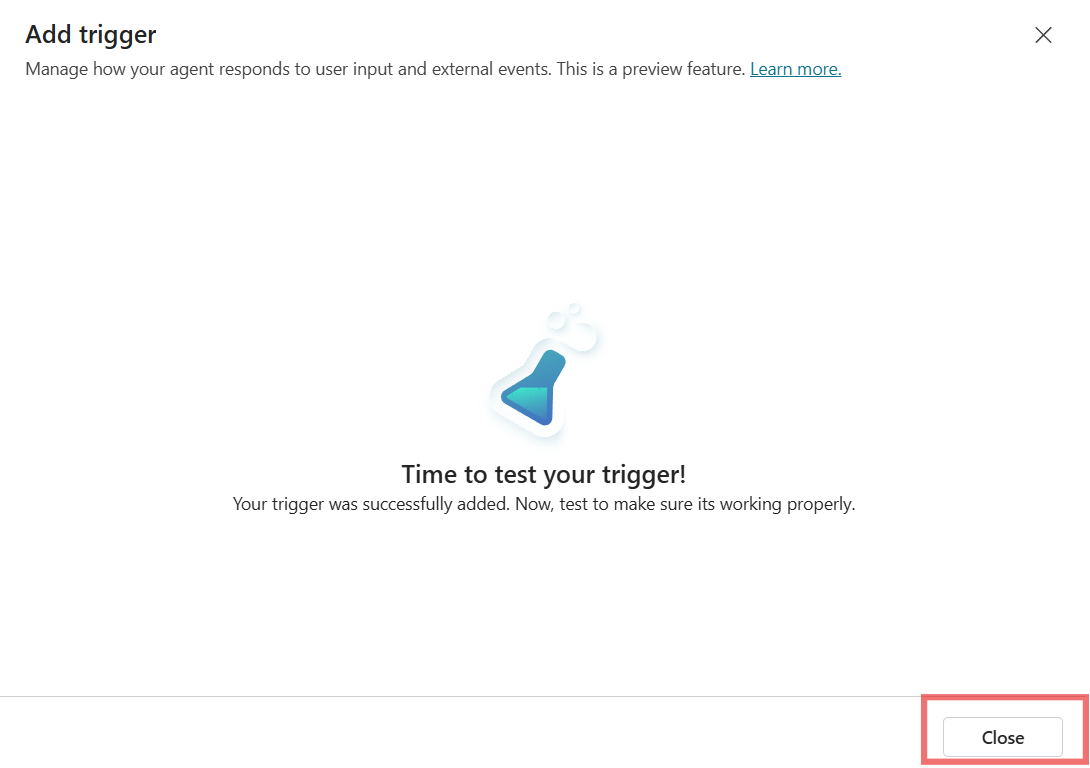 Add trigger
Manage how your agent responds to user input and external events. This is a preview feature. Learn more.
Time to test your trigger!
Your trigger was successfully added. Now, test to make sure its working properly.
Close